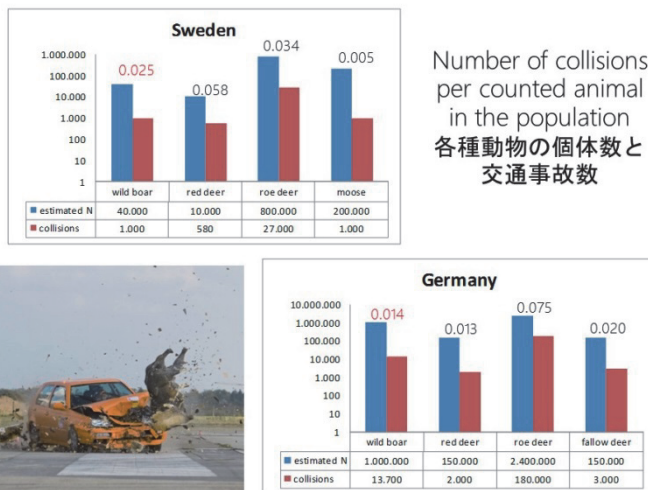 Sweden
1.000.000
100.000
10.000
1.000
100
10
1
0.025
0.058
0.034
0.005
wild boar red deer roe deer moose
estimated N 40.000 10.000 800.000 200.000
collisions 1.000 580 27.000 1.000
Number of collisions
per counted animal
in the population
各種動物の個体数と
交通事故数
Germany
10.000.000
1.000.000
100.000
10.000
1.000
100
10
1
0.014
0.013
0.075
0.020
wild boar red deer roe deer fallow deer
estimated N 1.000.000 150.000 2.400.000 150.000
collisions 13.700 2.000 180.000 3.000